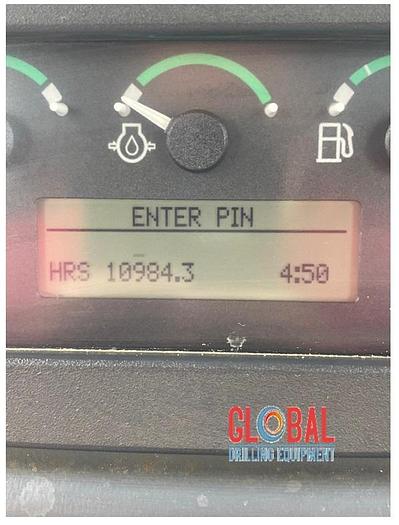 ENTER PIN
HRS 10984.3 4:50
GLOBAL
DRILLING EQUIPMENT